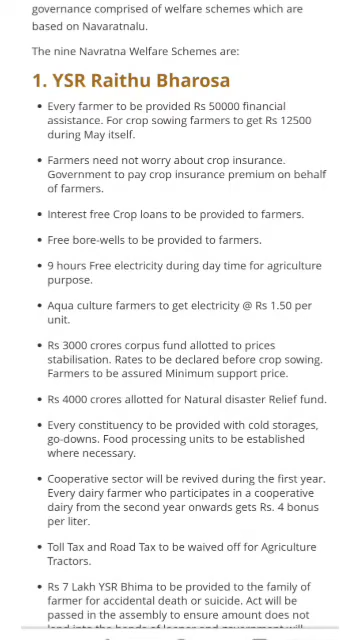 governance comprised of welfare schemes which are
based on Navaratnalu.
The nine Navratna Welfare Schemes are:
1. YSR Raithu Bharosa
• Every farmer to be provided Rs 50000 financial
assistance. For crop sowing farmers to get Rs 12500
during May itself.
• Farmers need not worry about crop insurance.
Government to pay crop insurance premium on behalf
of farmers.
• Interest free Crop loans to be provided to farmers.
• Free bore-wells to be provided to farmers.
• 9 hours Free electricity during day time for agriculture
purpose.
• Aqua culture farmers to get electricity @ Rs 1.50 per
unit.
• Rs 3000 crores corpus fund allotted to prices
stabilisation. Rates to be declared before crop sowing.
Farmers to be assured Minimum support price.
• Rs 4000 crores allotted for Natural disaster Relief fund.
• Every constituency to be provided with cold storages,
go-downs. Food processing units to be established
where necessary.
• Cooperative sector will be revived during the first year.
Every dairy farmer who participates in a cooperative
dairy from the second year onwards gets Rs. 4 bonus
per liter.
• Toll Tax and Road Tax to be waived off for Agriculture
Tractors.
• Rs 7 Lakh YSR Bhima to be provided to the family of
farmer for accidental death or suicide. Act will be
passed in the assembly to ensure amount does not
land into the hands of loaner and government will